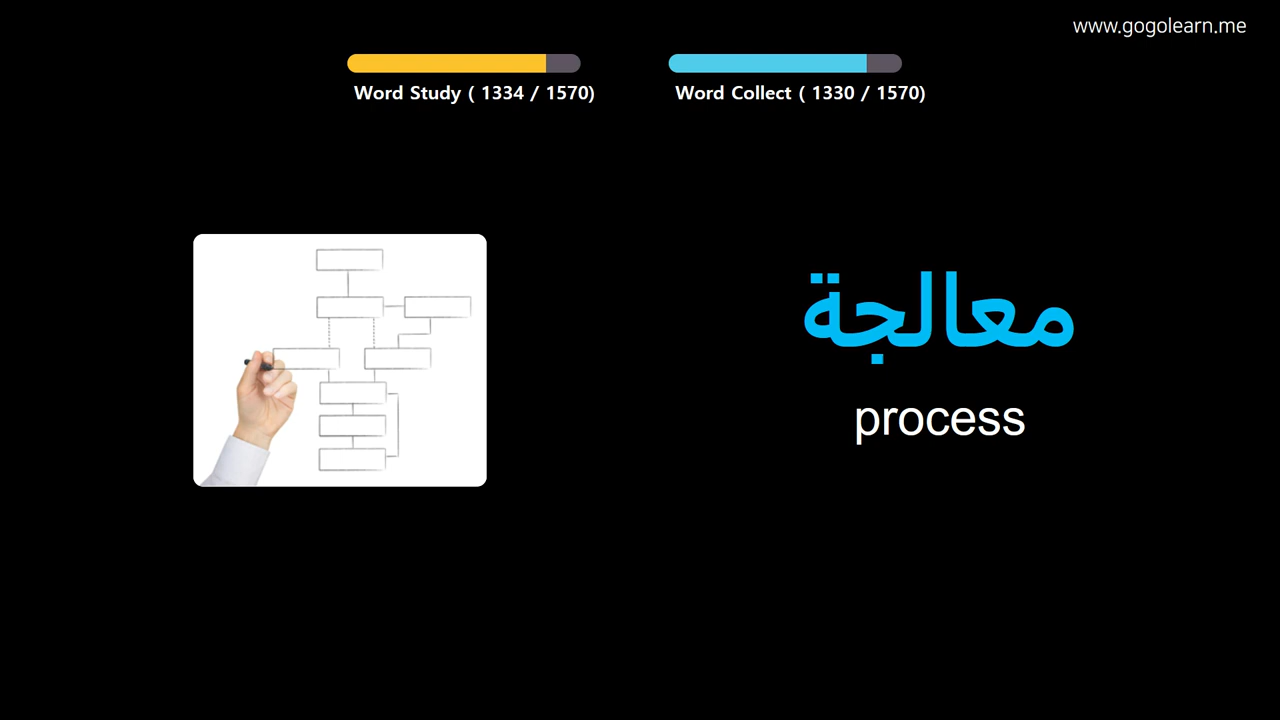 www.gogolearn.me
Word Study ( 1334 / 1570)
Word Collect ( 1330 / 1570)
معالجة
process